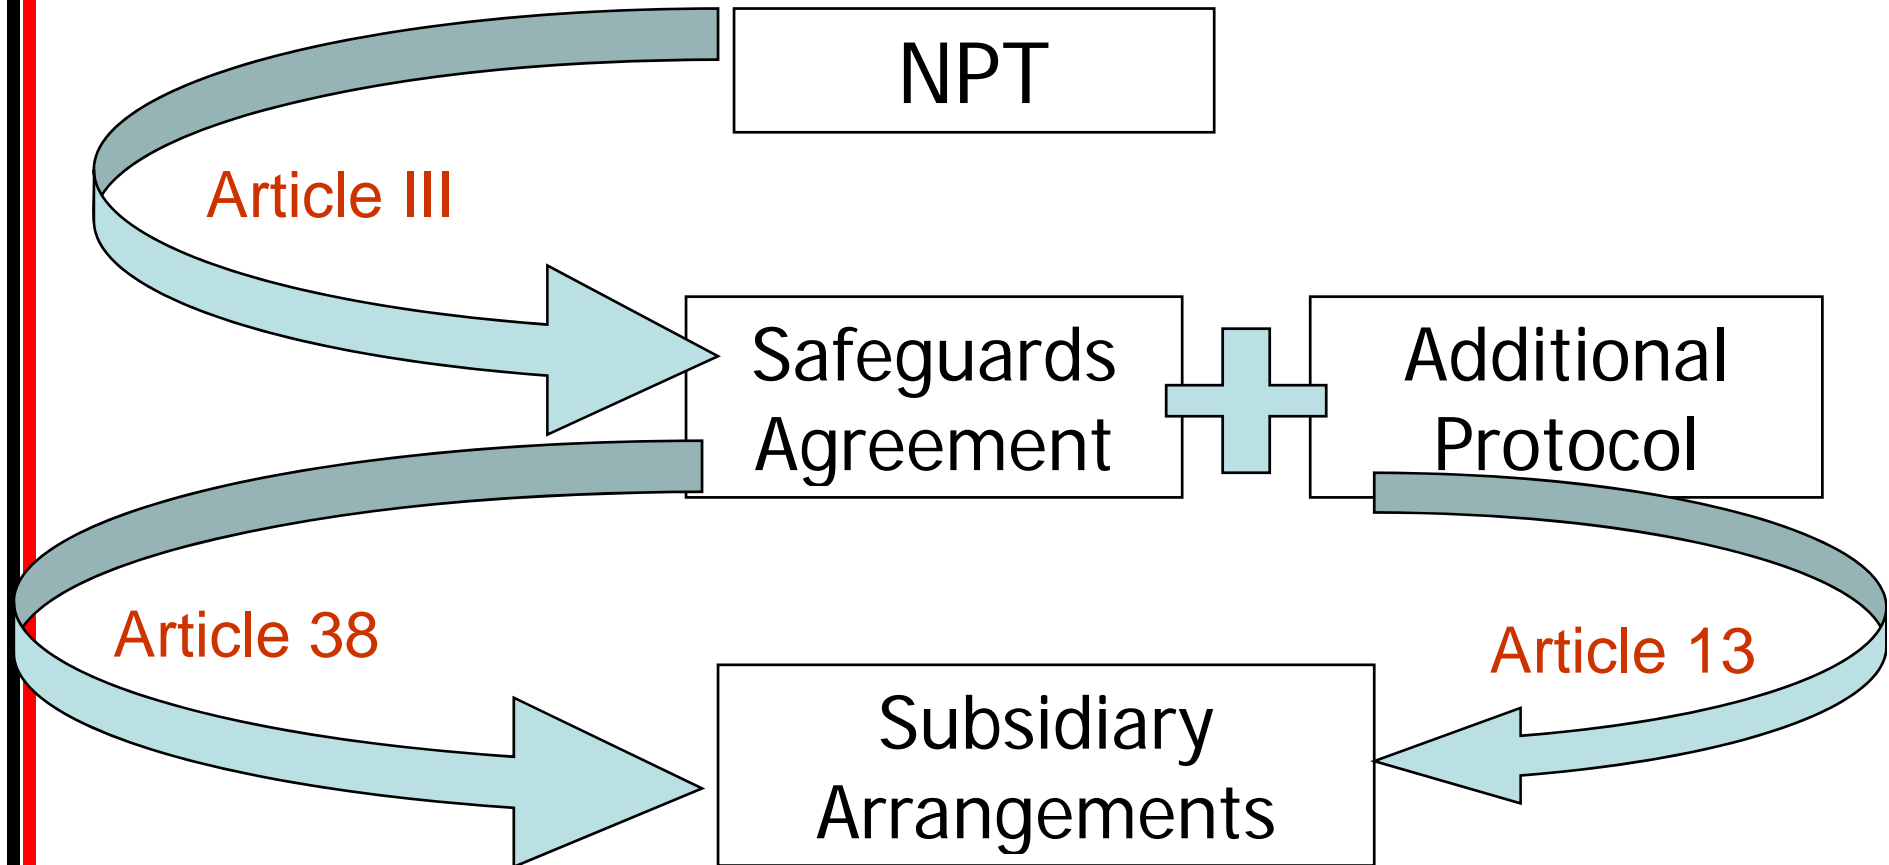 NPT
Article III
Safeguards
Agreement
Additional
Protocol
Article 38
Article 13
Subsidiary
Arrangements